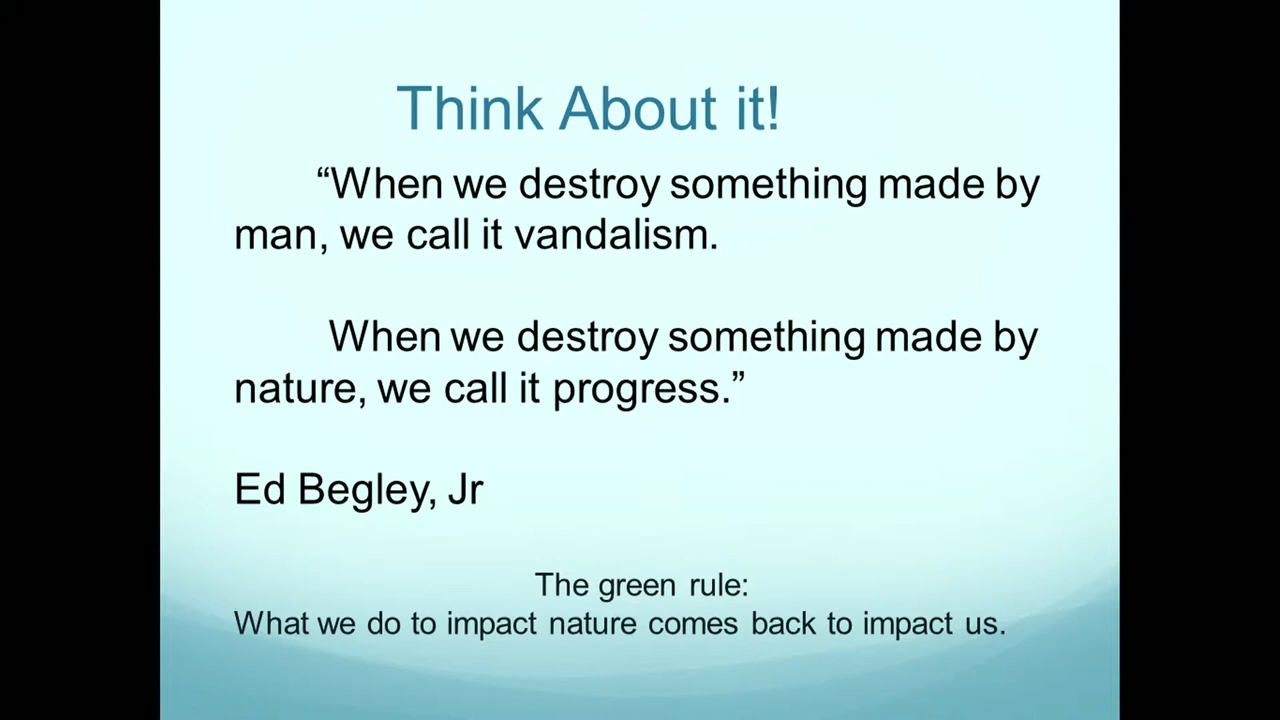 Think About it!
“When we destroy something made by
man, we call it vandalism.
When we destroy something made by
nature, we call it progress.”
Ed Begley, Jr
The green rule:
What we do to impact nature comes back to impact us.